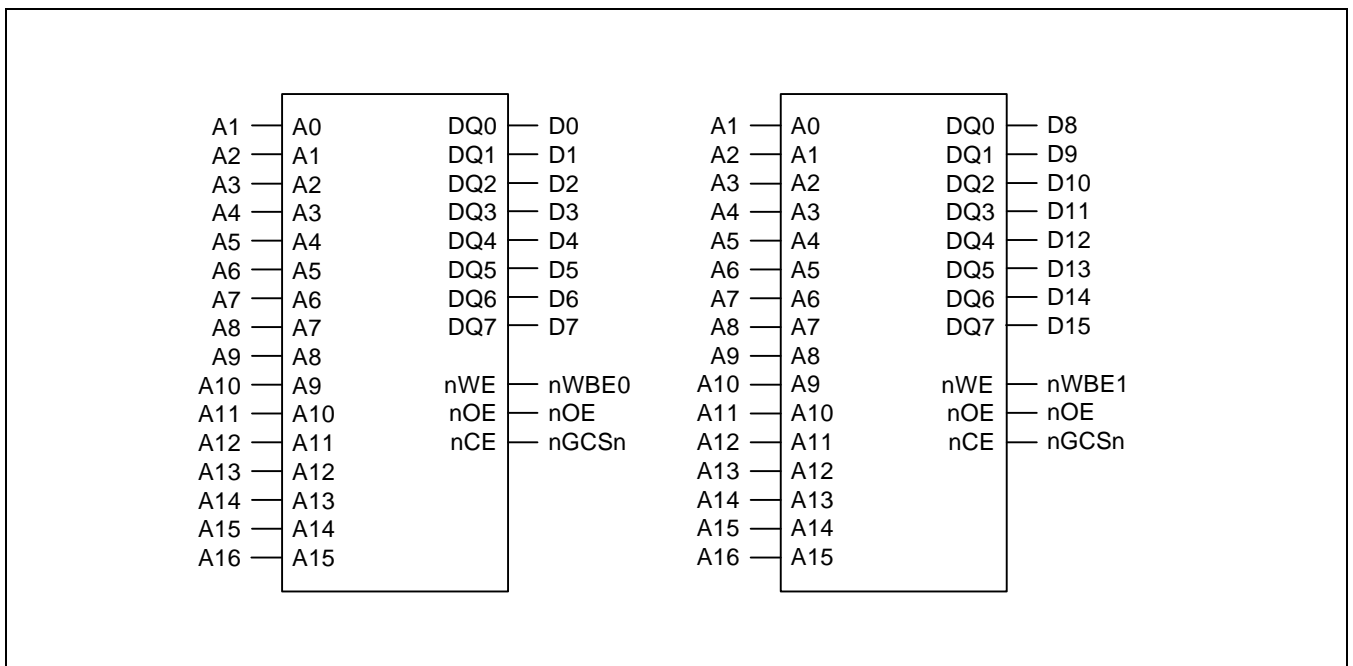 A1 A0 DQ0 D0 A1 A0 DQ0 D8
A2 A1 DQ1 D1 A2 A1 DQ1 D9
A3 A2 DQ2 D2 A3 A2 DQ2 D10
A4 A3 DQ3 D3 A4 A3 DQ3 D11
A5 A4 DQ4 D4 A5 A4 DQ4 D12
A6 A5 DQ5 D5 A6 A5 DQ5 D13
A7 A6 DQ6 D6 A7 A6 DQ6 D14
A8 A7 DQ7 D7 A8 A7 DQ7 D15
A9 A8 A9 A8
A10 A9 nWE nWBE0 A10 A9 nWE nWBE1
A11 A10 nOE nOE A11 A10 nOE nOE
A12 A11 nCE nGCSn A12 A11 nCE nGCSn
A13 A12 A13 A12
A14 A13 A14 A13
A15 A14 A15 A14
A16 A15 A16 A15